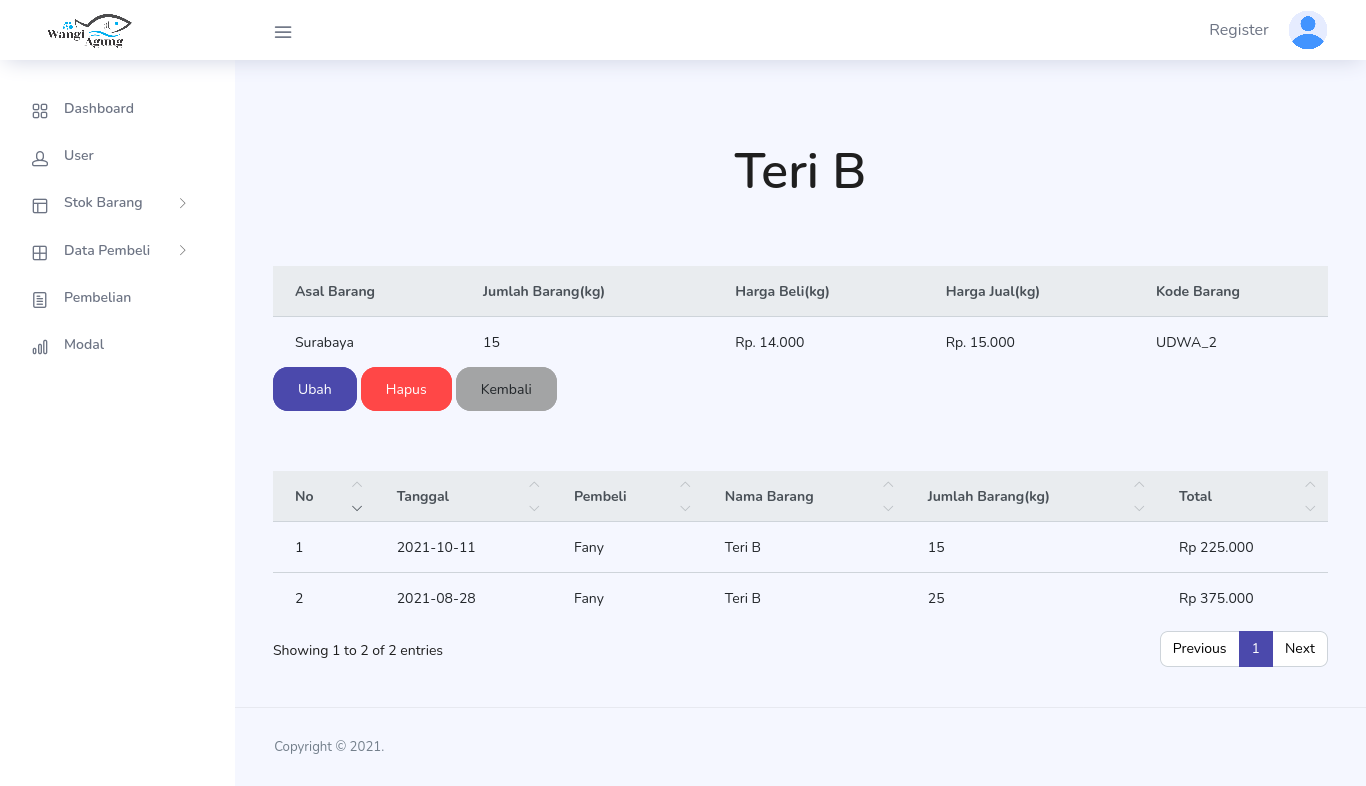 Wangi
Agung
Register
Dashboard
User
Stok Barang
Data Pembeli
Pembelian
Modal
Teri B
Asal Barang Jumlah Barang(kg) Harga Beli(kg) Harga Jual(kg) Kode Barang
Surabaya 15 Rp. 14.000 Rp. 15.000 UDWA_2
Ubah Hapus Kembali
No Tanggal Pembeli Nama Barang Jumlah Barang(kg) Total
1 2021-10-11 Fany Teri B 15 Rp 225.000
2 2021-08-28 Fany Teri B 25 Rp 375.000
Showing 1 to 2 of 2 entries
Previous 1 Next
Copyright © 2021.